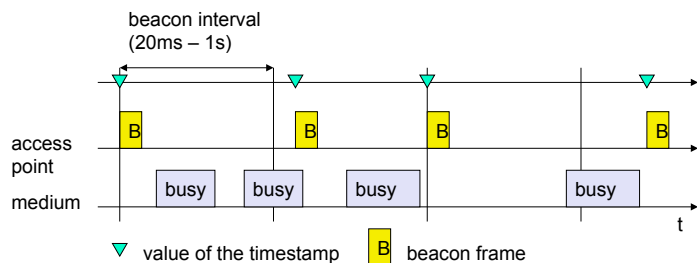 beacon interval
(20ms – 1s)
B B B B
access
point
busy busy busy busy
medium
t
value of the timestamp B beacon frame